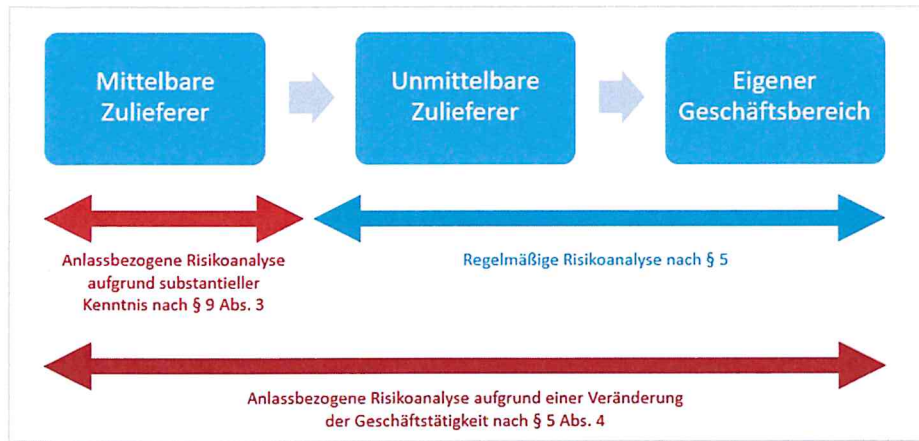 Mittelbare
Zulieferer
Unmittelbare
Zulieferer
Eigener
Geschäftsbereich
Anlassbezogene Risikoanalyse
aufgrund substantieller
Kenntnis nach § 9 Abs. 3
Regelmäßige Risikoanalyse nach § 5
Anlassbezogene Risikoanalyse aufgrund einer Veränderung
der Geschäftstätigkeit nach § 5 Abs. 4